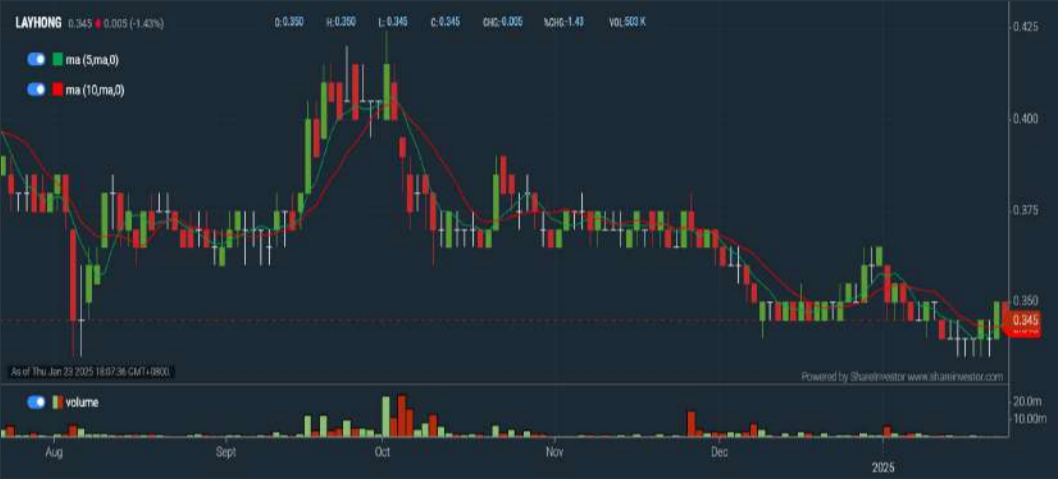 LAYHONG 0.345 0.005 (-1.43%) O:0.350 H:0.350 L:0.345 C:0.345 CHG:-0.005 %CHG:-1.43 VOL:503 K
ma (5,ma,0)
ma (10,ma,0)
0.425
0.400
0.375
0.350
0.345
As of Thu Jan 23 2025 18:07:36 GMT+0800.
Powered by ShareInvestor www.shareinvestor.com
volume
20.0m
10.00m
Aug Sept Oct Nov Dec 2025